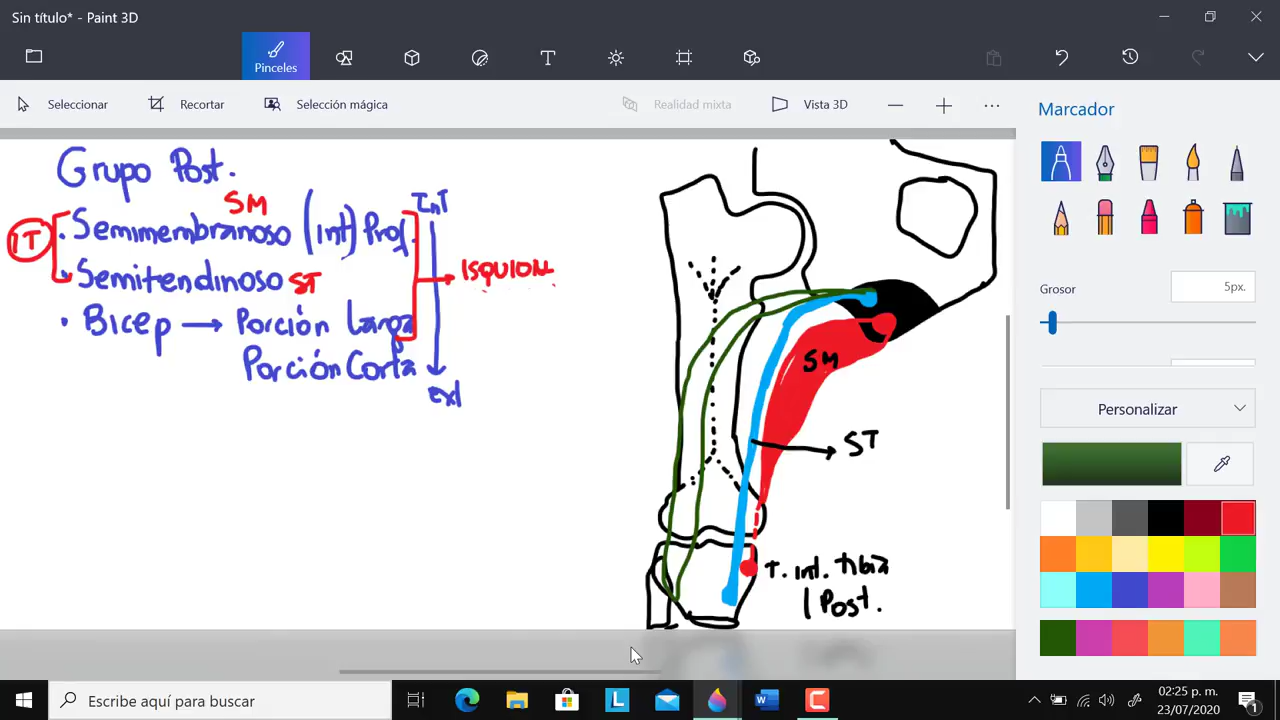 Sin título* - Paint 3D
Pinceles
Seleccionar
Recortar
Selección mágica
Realidad mixta
Vista 3D
Marcador
Grosor
5px.
Personalizar
Grupo Post.
SM
Int
IT
· Semimembranoso (int) Prof.
· Semitendinoso ST
ISQUION
· Bicep → Porción Larga
Porción Corta
ext
SM
ST
T. int. tibia
Post.
Escribe aquí para buscar
02:25 p. m.
23/07/2020